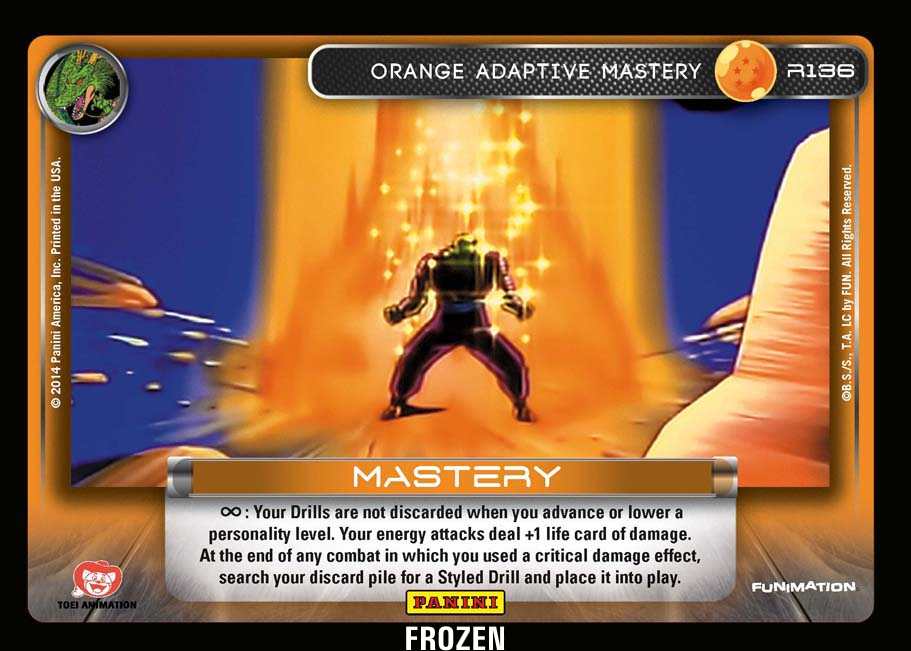 ORANGE ADAPTIVE MASTERY R136
© 2014 Panini America, Inc. Printed in the USA.
©B.S./S., T.A. LC by FUN. All Rights Reserved.
MASTERY
∞ : Your Drills are not discarded when you advance or lower a
personality level. Your energy attacks deal +1 life card of damage.
At the end of any combat in which you used a critical damage effect,
search your discard pile for a Styled Drill and place it into play.
TOEI ANIMATION
FUNIMATION
PANINI
FROZEN